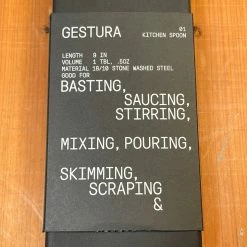 GESTURA
01
KITCHEN SPOON
LENGTH 9 IN
VOLUME 1 TBL, .5OZ
MATERIAL 18/10 STONE WASHED STEEL
GOOD FOR
BASTING,
SAUCING,
STIRRING,
MIXING, POURING,
SKIMMING,
SCRAPING
&